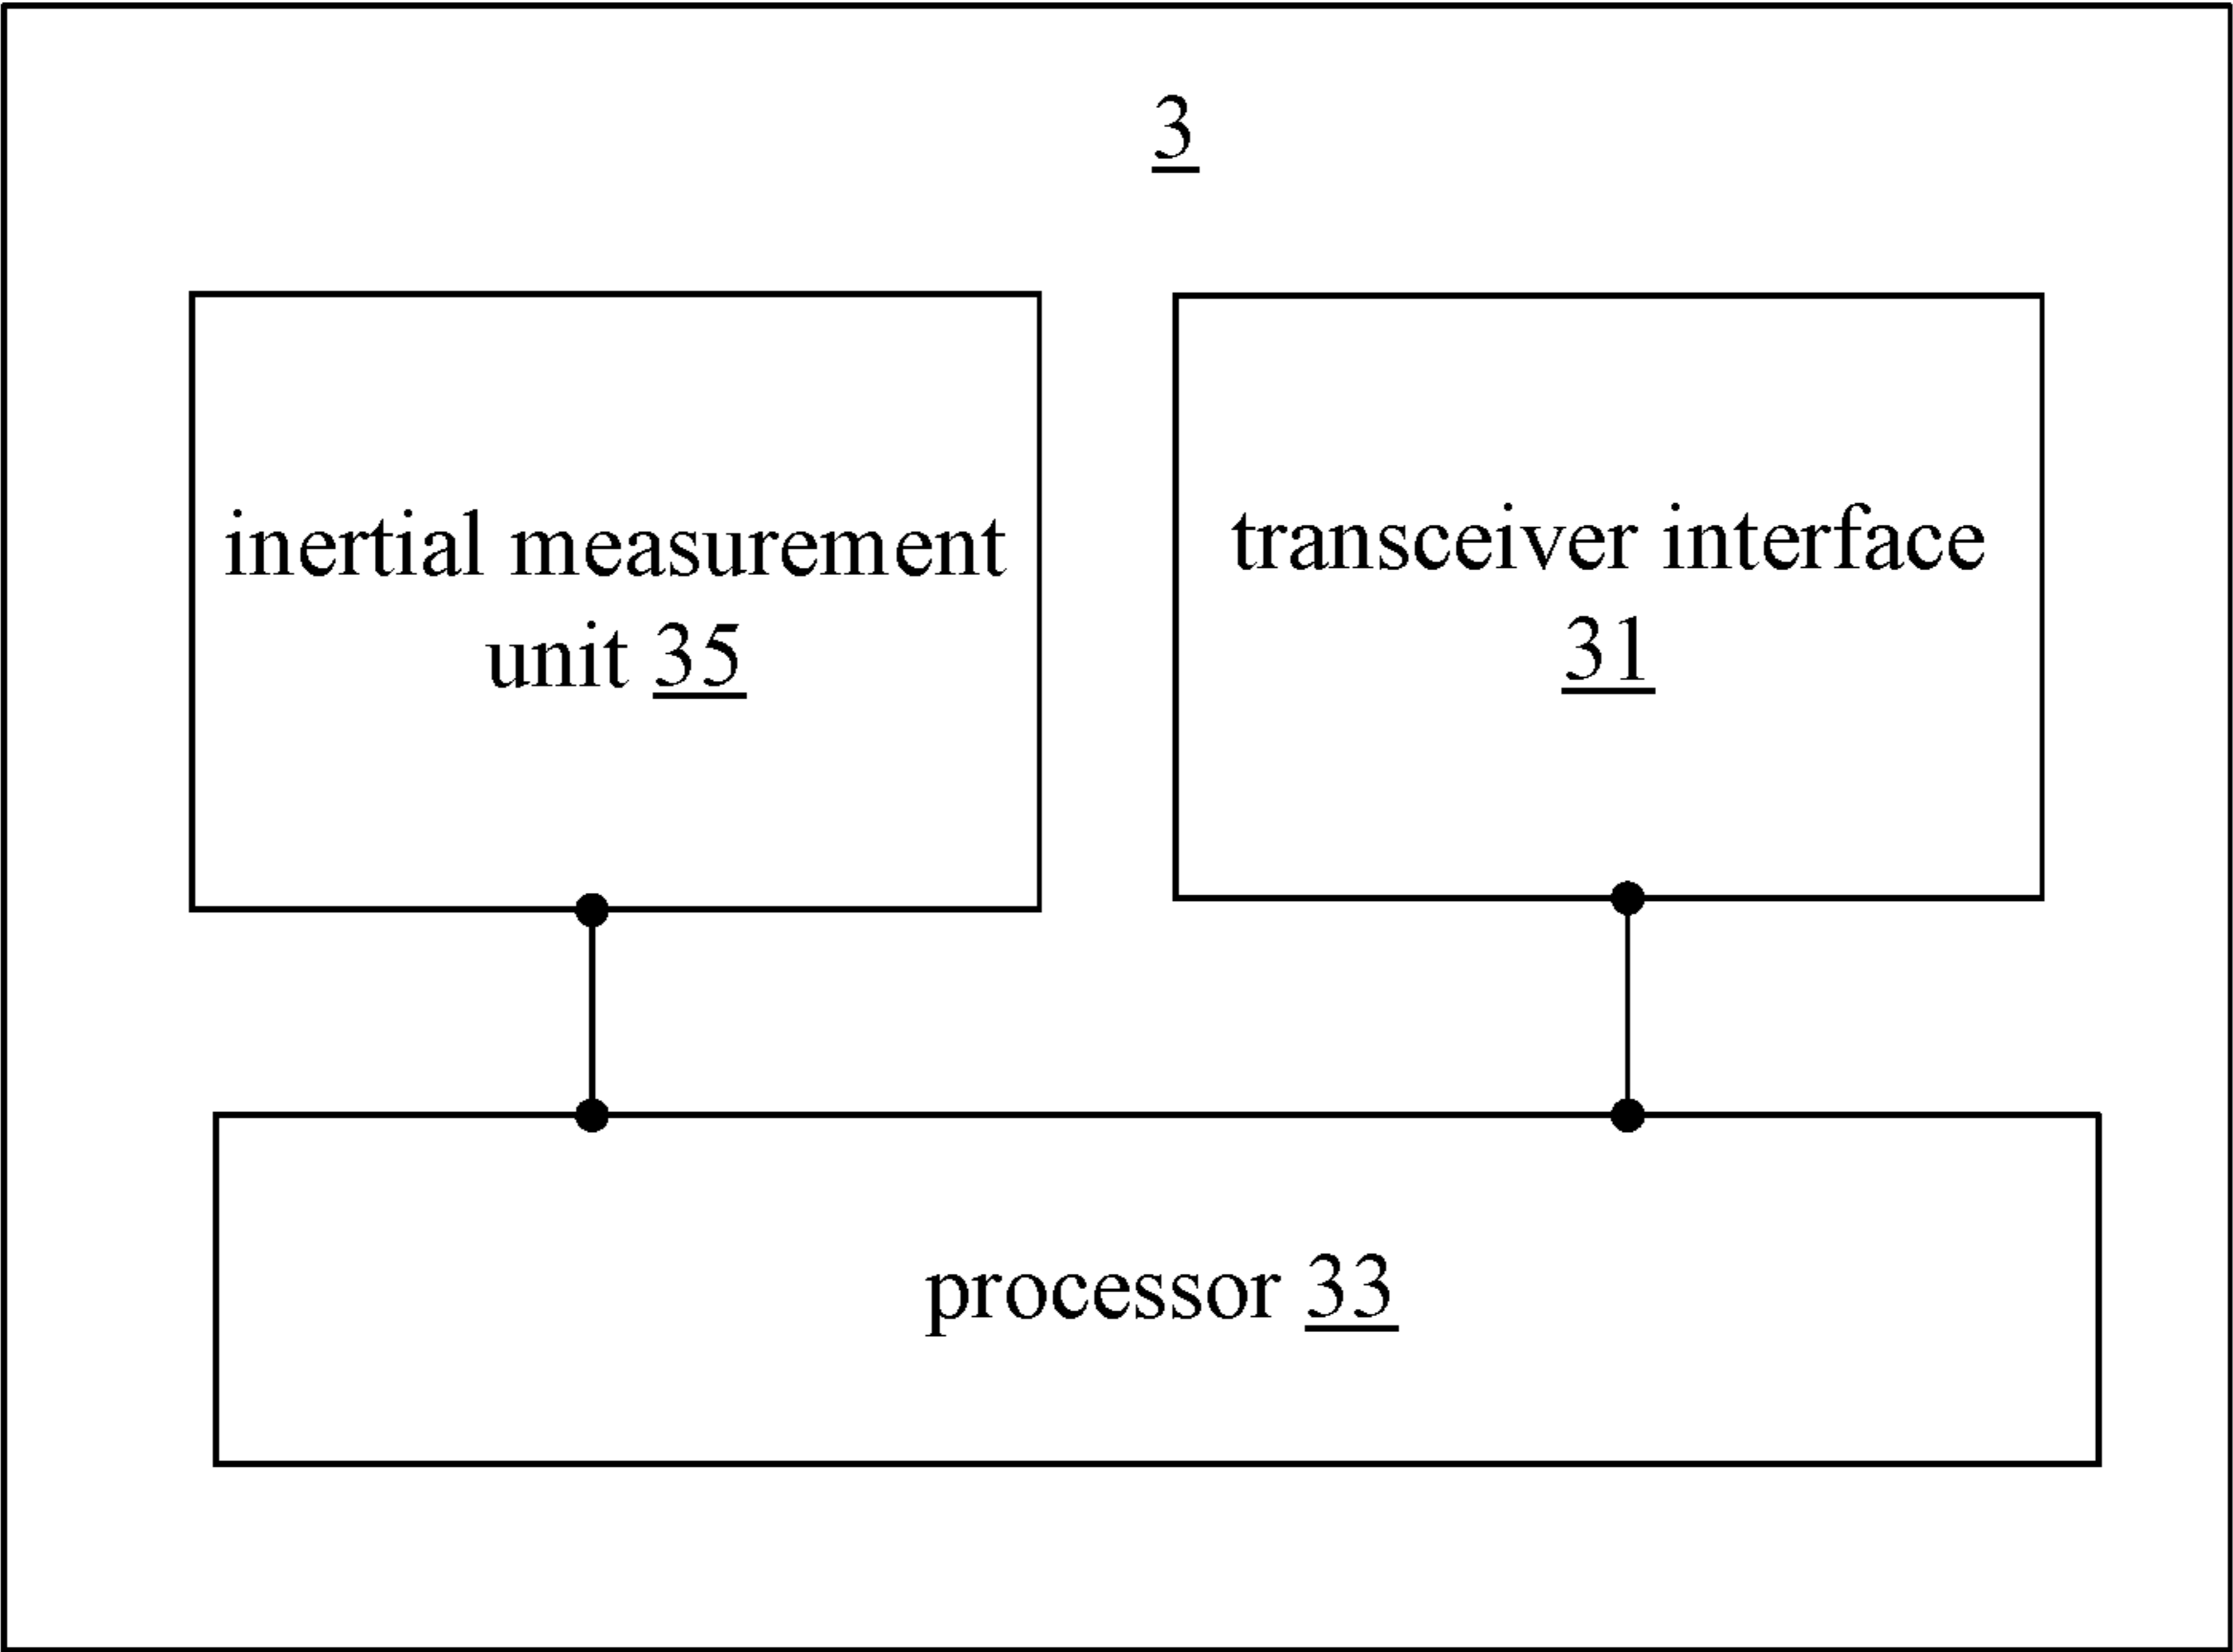 3
inertial measurement
unit 35
transceiver interface
31
processor 33